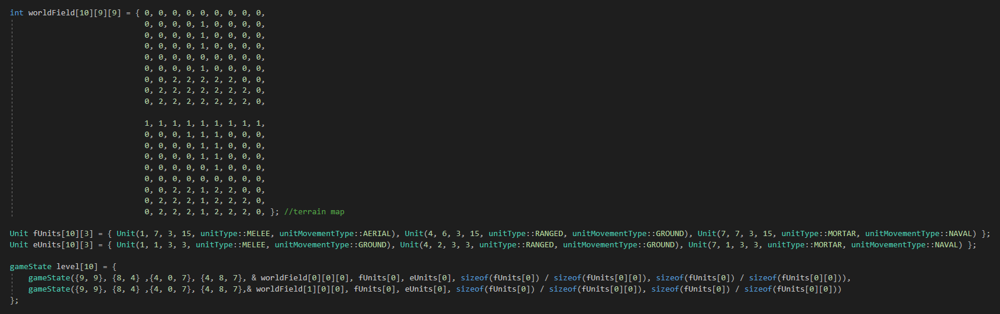 int worldField[10][9][9] = { 0, 0, 0, 0, 0, 0, 0, 0, 0,
0, 0, 0, 0, 1, 0, 0, 0, 0,
0, 0, 0, 0, 1, 0, 0, 0, 0,
0, 0, 0, 0, 1, 0, 0, 0, 0,
0, 0, 0, 0, 0, 0, 0, 0, 0,
0, 0, 0, 0, 1, 0, 0, 0, 0,
0, 0, 2, 2, 2, 2, 2, 0, 0,
0, 2, 2, 2, 2, 2, 2, 2, 0,
0, 2, 2, 2, 2, 2, 2, 2, 0,
1, 1, 1, 1, 1, 1, 1, 1, 1,
0, 0, 0, 1, 1, 1, 0, 0, 0,
0, 0, 0, 0, 1, 1, 0, 0, 0,
0, 0, 0, 0, 1, 1, 0, 0, 0,
0, 0, 0, 0, 0, 1, 0, 0, 0,
0, 0, 0, 0, 0, 0, 0, 0, 0,
0, 0, 2, 2, 1, 2, 2, 0, 0,
0, 2, 2, 2, 1, 2, 2, 2, 0,
0, 2, 2, 2, 1, 2, 2, 2, 0, }; //terrain map
Unit fUnits[10][3] = { Unit(1, 7, 3, 15, unitType::MELEE, unitMovementType::AERIAL), Unit(4, 6, 3, 15, unitType::RANGED, unitMovementType::GROUND), Unit(7, 7, 3, 15, unitType::MORTAR, unitMovementType::NAVAL) };
Unit eUnits[10][3] = { Unit(1, 1, 3, 3, unitType::MELEE, unitMovementType::GROUND), Unit(4, 2, 3, 3, unitType::RANGED, unitMovementType::GROUND), Unit(7, 1, 3, 3, unitType::MORTAR, unitMovementType::NAVAL) };
gameState level[10] = {
gameState({9, 9}, {8, 4} ,{4, 0, 7}, {4, 8, 7}, & worldField[0][0][0], fUnits[0], eUnits[0], sizeof(fUnits[0]) / sizeof(fUnits[0][0]), sizeof(fUnits[0]) / sizeof(fUnits[0][0])),
gameState({9, 9}, {8, 4} ,{4, 0, 7}, {4, 8, 7},& worldField[1][0][0], fUnits[0], eUnits[0], sizeof(fUnits[0]) / sizeof(fUnits[0][0]), sizeof(fUnits[0]) / sizeof(fUnits[0][0]))
};